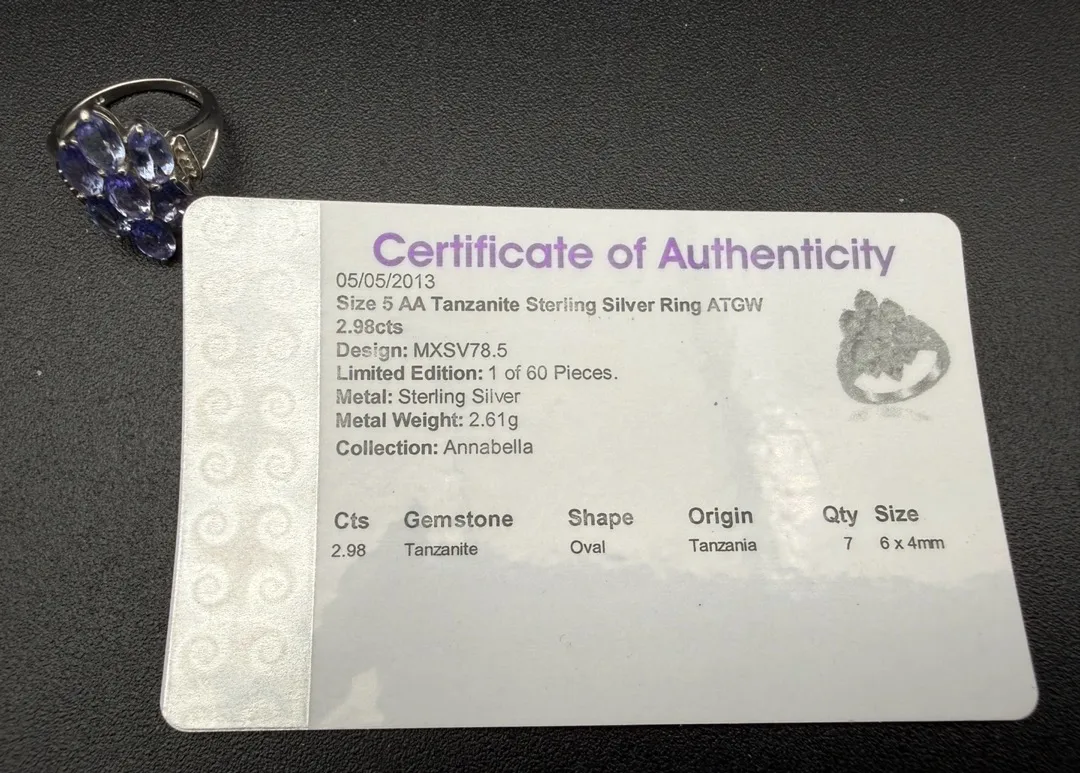 Certificate of Authenticity
05/05/2013
Size 5 AA Tanzanite Sterling Silver Ring ATGW
2.98cts
Design: MXSV78.5
Limited Edition: 1 of 60 Pieces.
Metal: Sterling Silver
Metal Weight: 2.61g
Collection: Annabella
Cts Gemstone Shape Origin Qty Size
2.98 Tanzanite Oval Tanzania 7 6 x 4mm